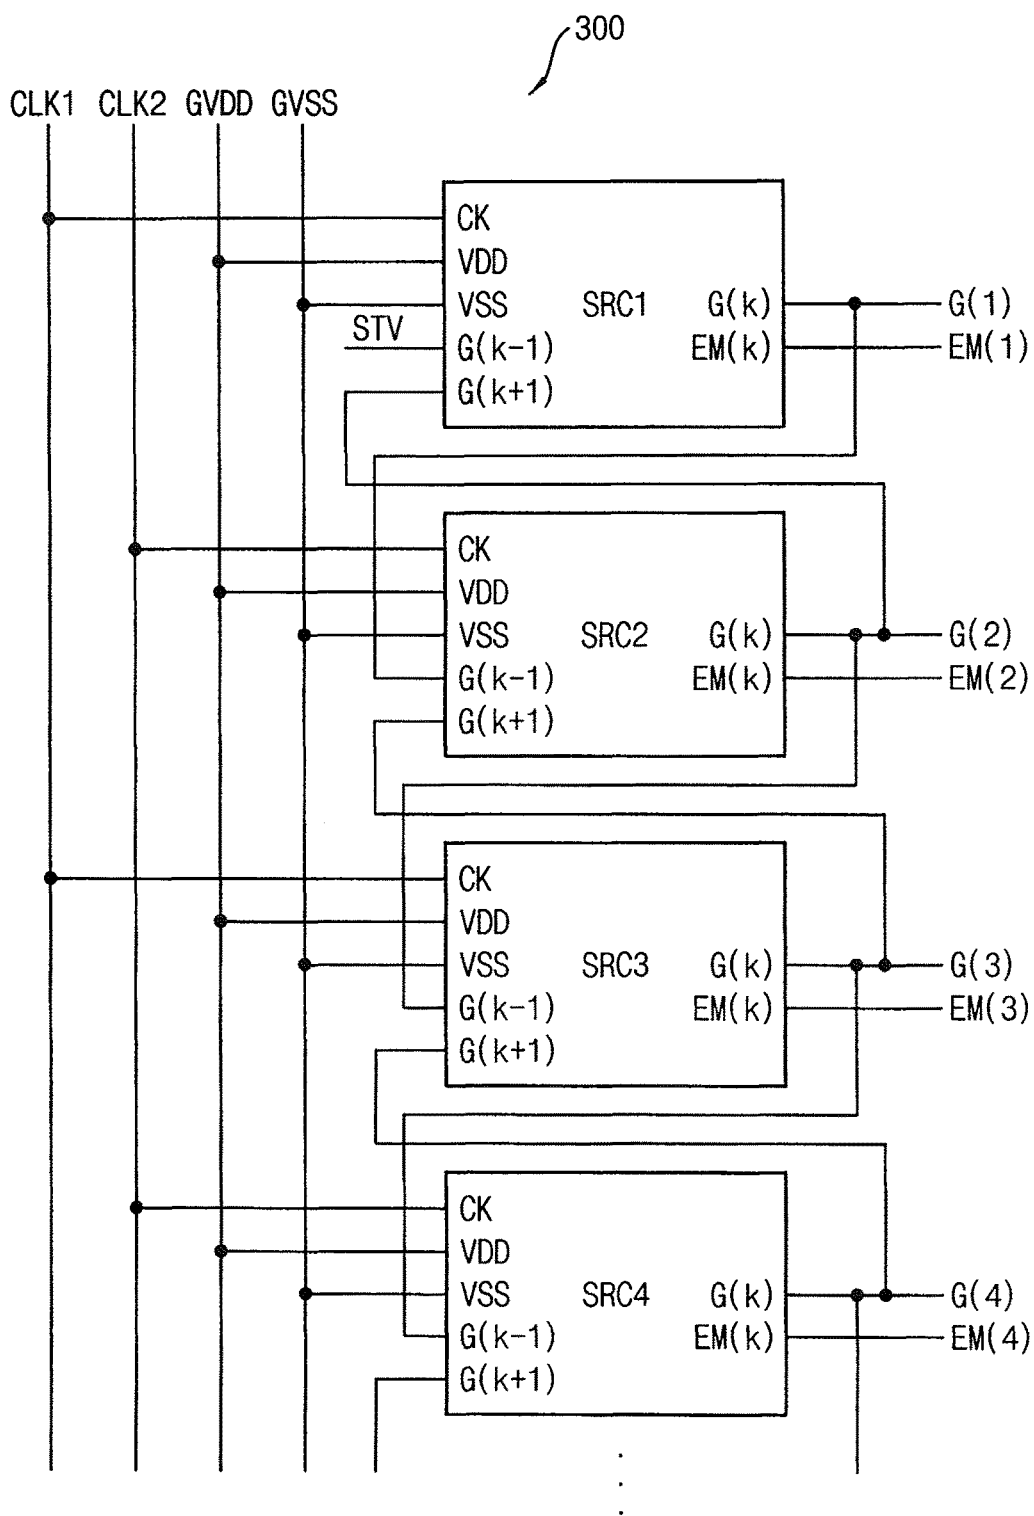 300
CLK1 CLK2 GVDD GVSS
CK
VDD
VSS SRC1 G(k) G(1)
STV
G(k-1) EM(k) EM(1)
G(k+1)
CK
VDD
VSS SRC2 G(k) G(2)
G(k-1) EM(k) EM(2)
G(k+1)
CK
VDD
VSS SRC3 G(k) G(3)
G(k-1) EM(k) EM(3)
G(k+1)
CK
VDD
VSS SRC4 G(k) G(4)
G(k-1) EM(k) EM(4)
G(k+1)